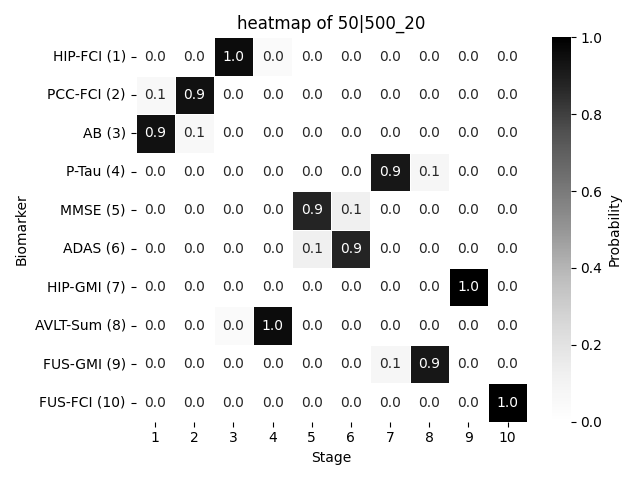 heatmap of 50|500_20
HIP-FCI (1) 0.0 0.0 1.0 0.0 0.0 0.0 0.0 0.0 0.0 0.0
PCC-FCI (2) 0.1 0.9 0.0 0.0 0.0 0.0 0.0 0.0 0.0 0.0
AB (3) 0.9 0.1 0.0 0.0 0.0 0.0 0.0 0.0 0.0 0.0
P-Tau (4) 0.0 0.0 0.0 0.0 0.0 0.0 0.9 0.1 0.0 0.0
MMSE (5) 0.0 0.0 0.0 0.0 0.9 0.1 0.0 0.0 0.0 0.0
ADAS (6) 0.0 0.0 0.0 0.0 0.1 0.9 0.0 0.0 0.0 0.0
HIP-GMI (7) 0.0 0.0 0.0 0.0 0.0 0.0 0.0 0.0 1.0 0.0
AVLT-Sum (8) 0.0 0.0 0.0 1.0 0.0 0.0 0.0 0.0 0.0 0.0
FUS-GMI (9) 0.0 0.0 0.0 0.0 0.0 0.0 0.1 0.9 0.0 0.0
FUS-FCI (10) 0.0 0.0 0.0 0.0 0.0 0.0 0.0 0.0 0.0 1.0
1 2 3 4 5 6 7 8 9 10
Stage
Biomarker
1.0
0.8
0.6
0.4
0.2
0.0
Probability